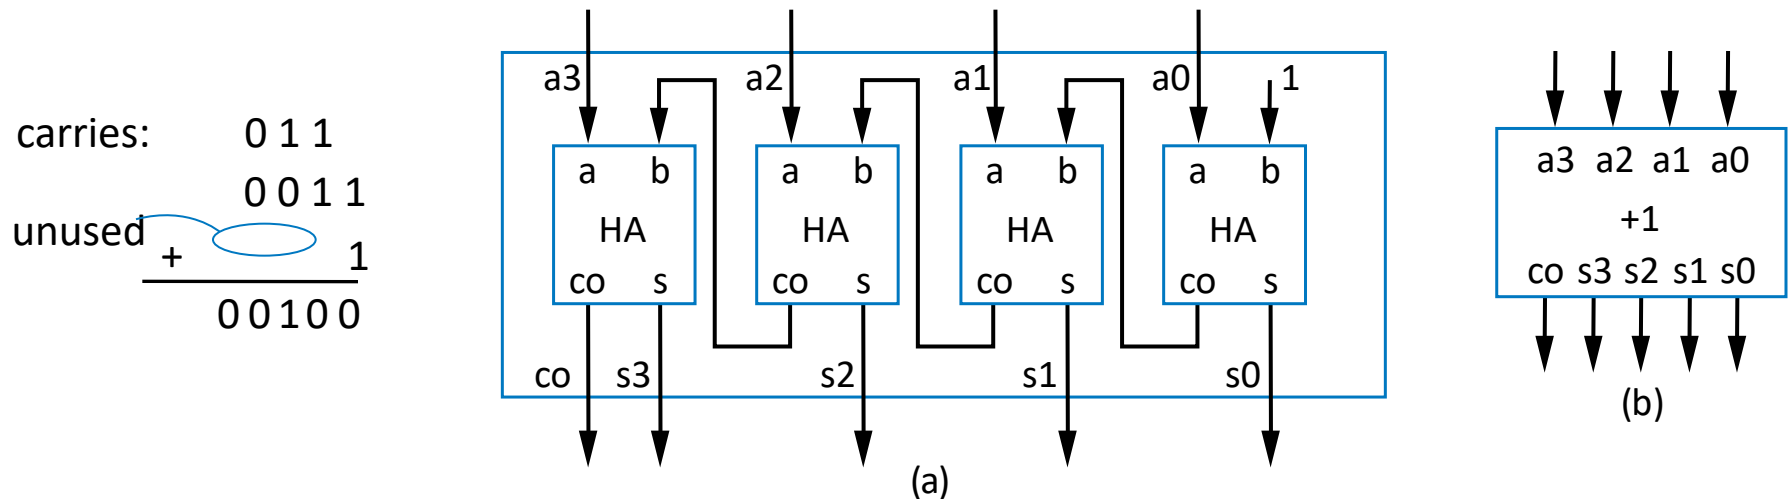 carries: 0 1 1
0 0 1 1
unused
+ 1
0 0 1 0 0
a3 a2 a1 a0 1
a b a b a b a b
HA HA HA HA
co s co s co s co s
co s3 s2 s1 s0
(a)
a3 a2 a1 a0
+1
co s3 s2 s1 s0
(b)